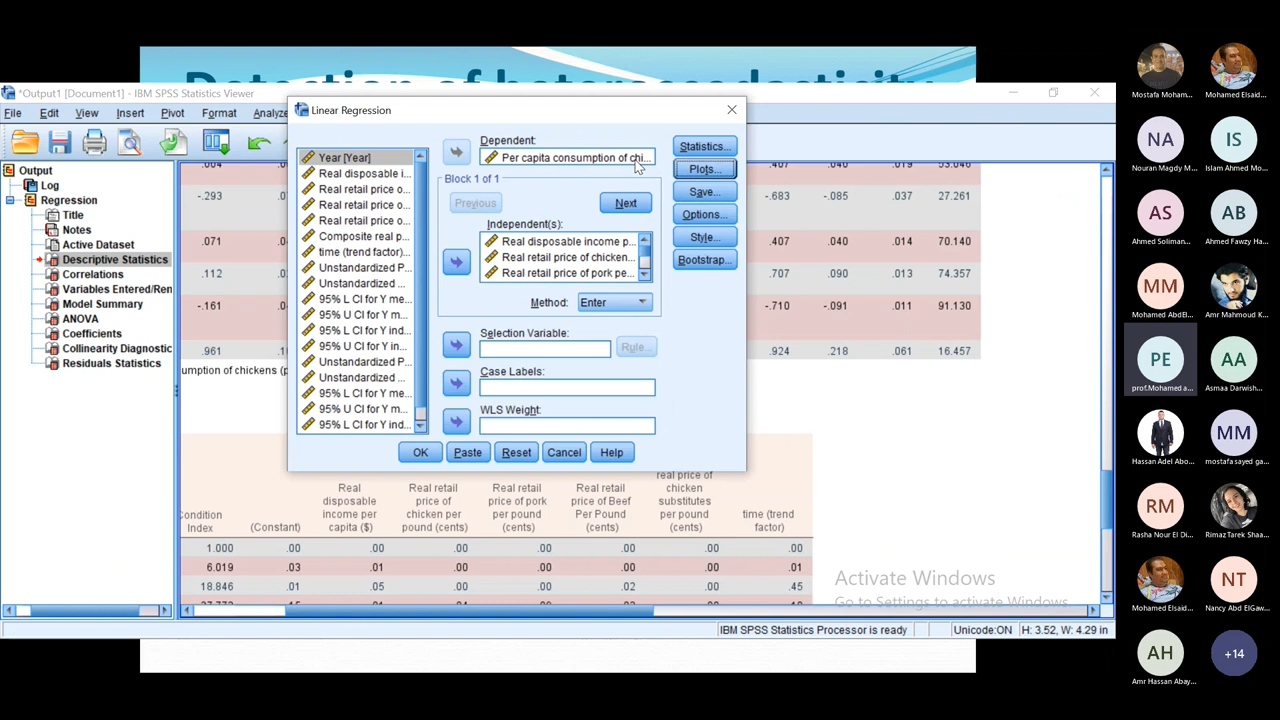 Detection of heteroscedasticity
*Output1 [Document1] - IBM SPSS Statistics Viewer
File Edit View Insert Pivot Format Analyze
Output
Log
Regression
Title
Notes
Active Dataset
Descriptive Statistics
Correlations
Variables Entered/Ren
Model Summary
ANOVA
Coefficients
Collinearity Diagnostic
Residuals Statistics
-.293
.071
.112
-.161
.961
umption of chickens (p
Linear Regression
Year [Year]
Real disposable i...
Real retail price o...
Real retail price o...
Real retail price o...
Composite real p...
time (trend factor)...
Unstandardized P...
Unstandardized ...
95% L CI for Y me...
95% U CI for Y m...
95% L CI for Y ind...
95% U CI for Y in...
Unstandardized P...
Unstandardized ...
95% L CI for Y me...
95% U CI for Y m...
95% L CI for Y ind...
Dependent:
Per capita consumption of chi...
Block 1 of 1
Previous
Next
Independent(s):
Real disposable income p...
Real retail price of chicken...
Real retail price of pork pe...
Method: Enter
Selection Variable:
Rule...
Case Labels:
WLS Weight:
OK Paste Reset Cancel Help
Statistics...
Plots...
Save...
Options...
Style...
Bootstrap...
.407 .040 .019 53.046
-.683 -.085 .037 27.261
.407 .040 .014 70.140
.707 .090 .013 74.357
-.710 -.091 .011 91.130
.924 .218 .061 16.457
Condition Index
(Constant)
Real disposable income per capita ($)
Real retail price of chicken per pound (cents)
Real retail price of pork per pound (cents)
Real retail price of Beef Per Pound (cents)
real price of chicken substitutes per pound (cents)
time (trend factor)
1.000 .00 .00 .00 .00 .00 .00 .00
6.019 .03 .01 .00 .00 .00 .00 .01
18.846 .01 .05 .00 .00 .02 .00 .45
Activate Windows
Go to Settings to activate Windows.
IBM SPSS Statistics Processor is ready
Unicode:ON
H: 3.52, W: 4.29 in
Mostafa Moham...
Mohamed Elsaid...
NA
Nouran Magdy M...
IS
Islam Ahmed Mo...
AS
Ahmed Soliman...
AB
Ahmed Fawzy Ha...
MM
Mohamed AbdEl...
Amr Mahmoud K...
PE
prof.Mohamed a...
AA
Asmaa Darwish...
Hassan Adel Abo...
MM
mostafa sayed ga...
RM
Rasha Nour El Di...
Rimaz Tarek Shaa...
Mohamed Elsaid...
NT
Nancy Abd ElGaw...
AH
Amr Hassan Abay...
+14